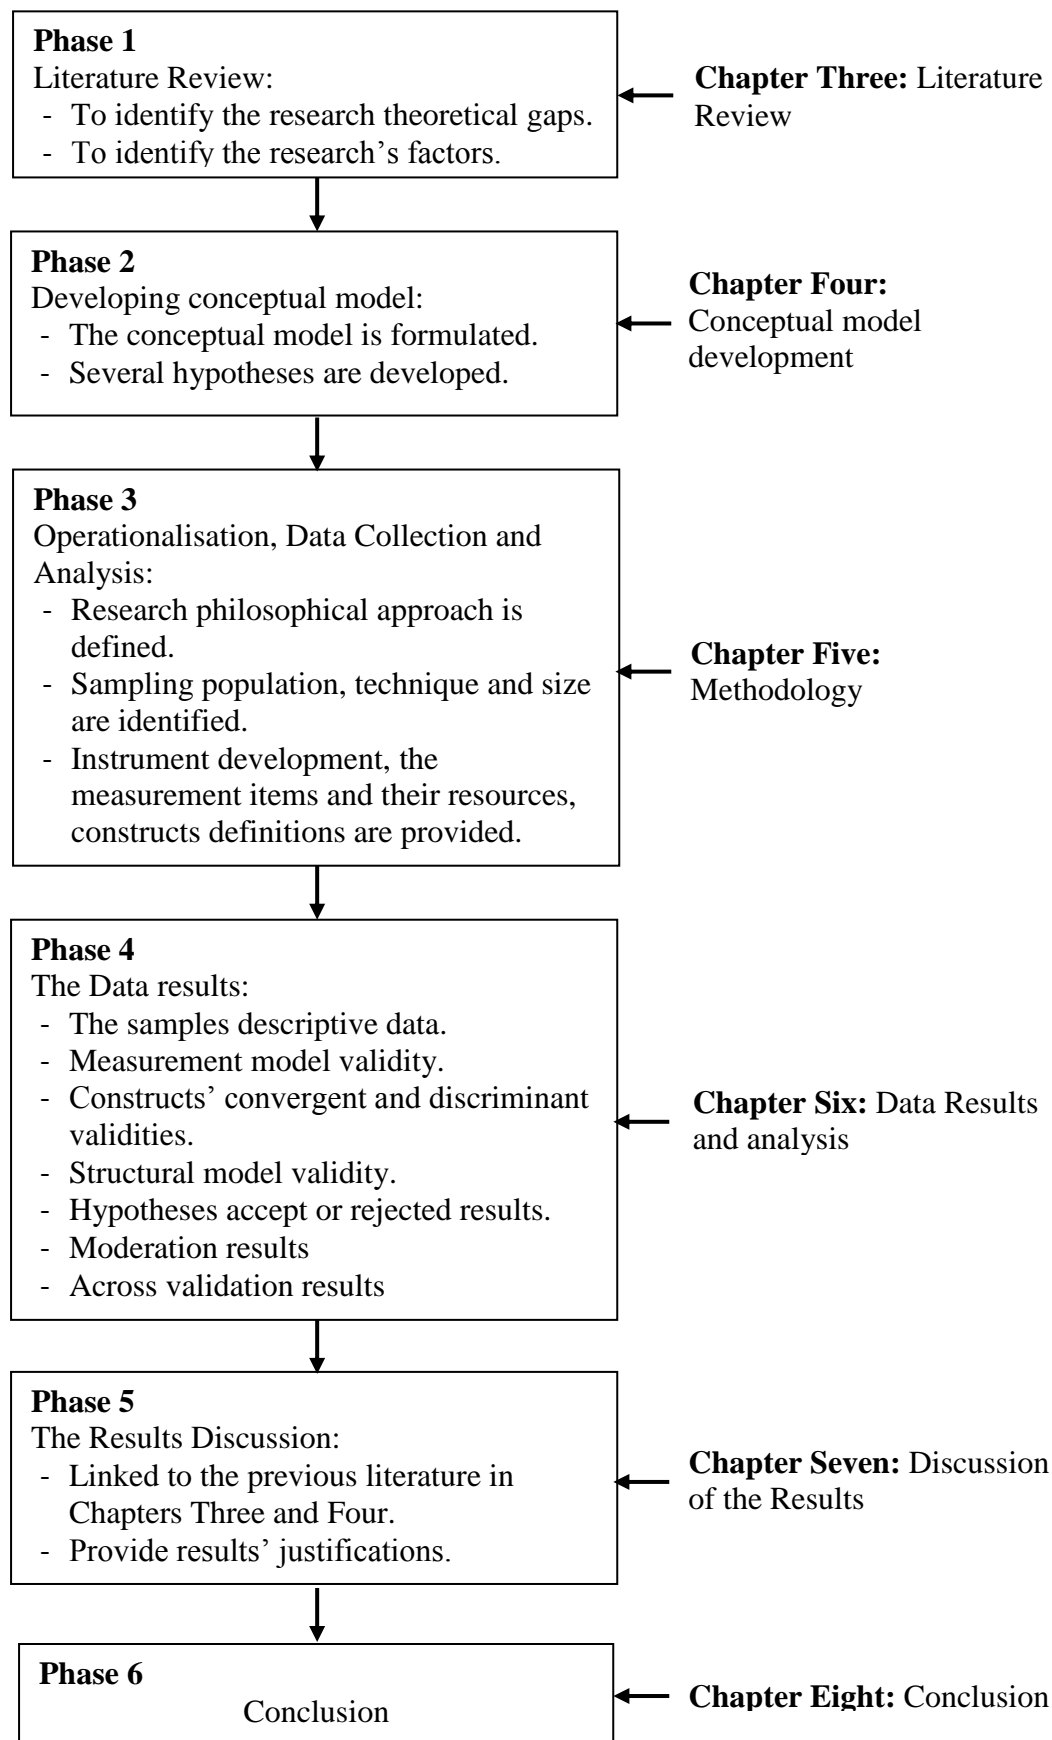 Phase 1
Literature Review:
- To identify the research theoretical gaps.
- To identify the research’s factors.
Chapter Three: Literature
Review
Phase 2
Developing conceptual model:
- The conceptual model is formulated.
- Several hypotheses are developed.
Chapter Four:
Conceptual model
development
Phase 3
Operationalisation, Data Collection and
Analysis:
- Research philosophical approach is
defined.
- Sampling population, technique and size
are identified.
- Instrument development, the
measurement items and their resources,
constructs definitions are provided.
Chapter Five:
Methodology
Phase 4
The Data results:
- The samples descriptive data.
- Measurement model validity.
- Constructs’ convergent and discriminant
validities.
- Structural model validity.
- Hypotheses accept or rejected results.
- Moderation results
- Across validation results
Chapter Six: Data Results
and analysis
Phase 5
The Results Discussion:
- Linked to the previous literature in
Chapters Three and Four.
- Provide results’ justifications.
Chapter Seven: Discussion
of the Results
Phase 6
Conclusion
Chapter Eight: Conclusion